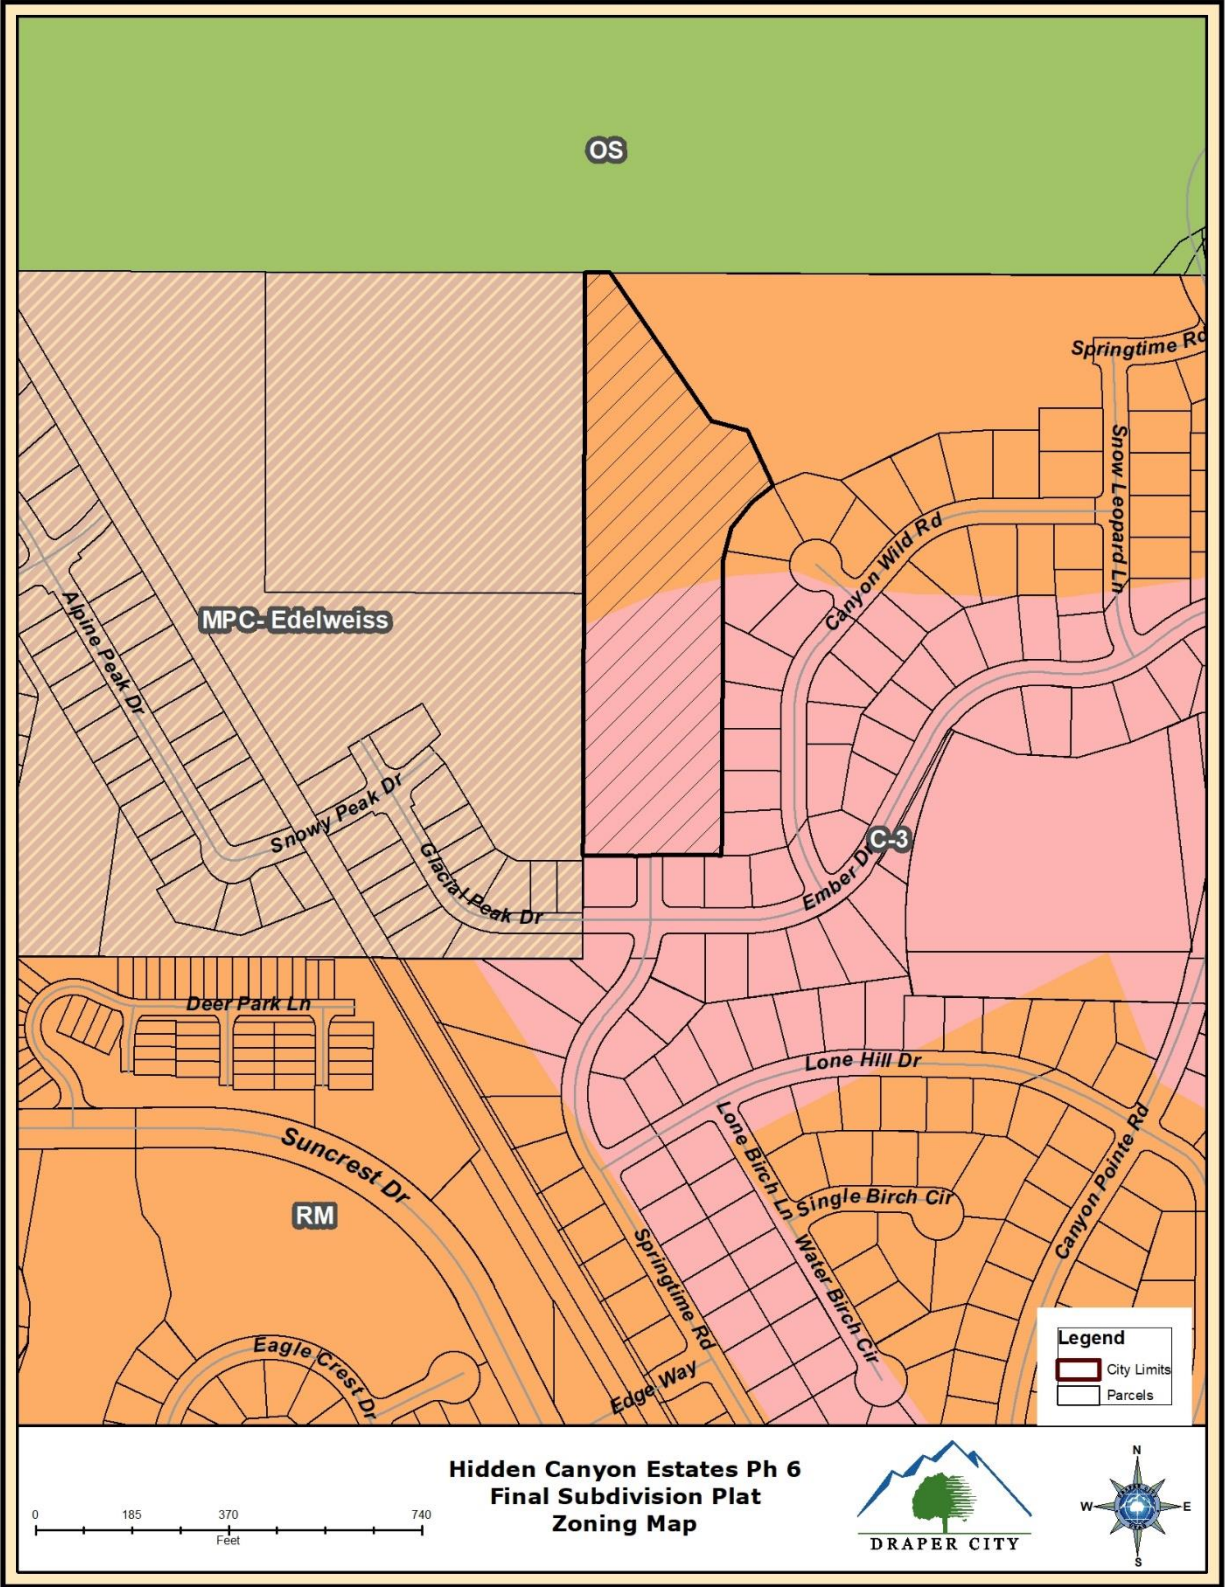 OS
Springtime Rd
Snow Leopard Ln
Canyon Wild Rd
Alpine Peak Dr
MPC- Edelweiss
Snowy Peak Dr
Glacial Peak Dr
C-3
Ember Dr
Deer Park Ln
Lone Hill Dr
Suncrest Dr
Lone Birch Ln
Single Birch Cir
Canyon Pointe Rd
RM
Springtime Rd
Water Birch Cir
Eagle Crest Dr
Edge Way
Legend
City Limits
Parcels
Hidden Canyon Estates Ph 6
Final Subdivision Plat
Zoning Map
0 185 370 740
Feet
DRAPER CITY
N
W E
S